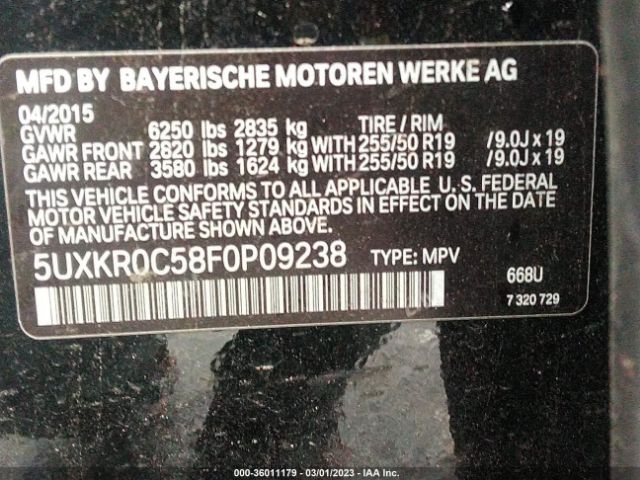 MFD BY BAYERISCHE MOTOREN WERKE AG
04/2015
GVWR 6250 lbs 2835 kg TIRE / RIM
GAWR FRONT 2820 lbs 1279 kg WITH 255/50 R19 /9.0J x 19
GAWR REAR 3580 lbs 1624 kg WITH 255/50 R19 /9.0J x 19
THIS VEHICLE CONFORMS TO ALL APPLICABLE U. S. FEDERAL
MOTOR VEHICLE SAFETY STANDARDS IN EFFECT ON THE DATE
OF MANUFACTURE SHOWN ABOVE.
5UXKR0C58F0P09238 TYPE: MPV
668U
7 320 729
000-36011179 - 03/01/2023 - IAA Inc.